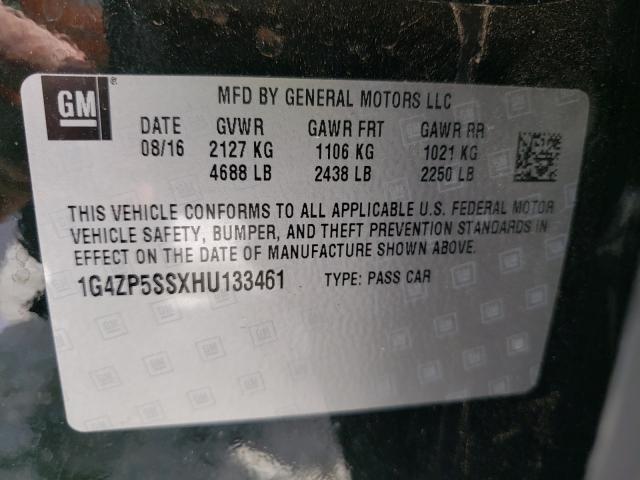 GM ®
MFD BY GENERAL MOTORS LLC
DATE GVWR GAWR FRT GAWR RR
08/16 2127 KG 1106 KG 1021 KG
4688 LB 2438 LB 2250 LB
THIS VEHICLE CONFORMS TO ALL APPLICABLE U.S. FEDERAL MOTOR
VEHICLE SAFETY, BUMPER, AND THEFT PREVENTION STANDARDS IN
EFFECT ON THE DATE OF MANUFACTURE SHOWN ABOVE.
1G4ZP5SSXHU133461 TYPE: PASS CAR